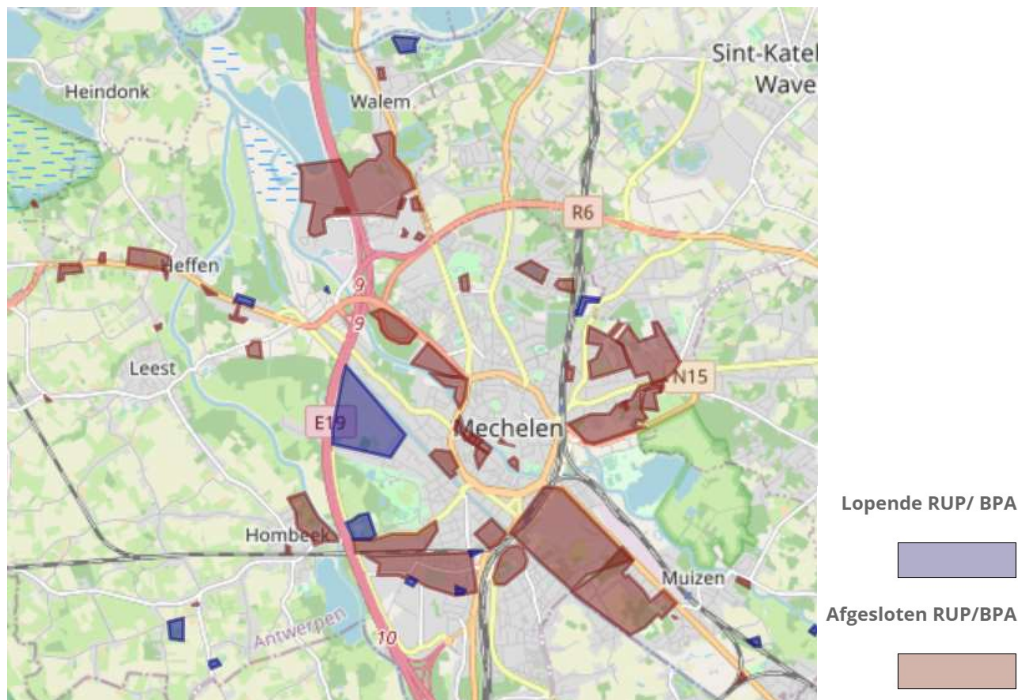 Sint-Katel
Wave
Heindonk
Walem
R6
Heffen
9
9
Leest
N15
E19
Mechelen
Lopende RUP/ BPA
Hombeek
Muizen
Afgesloten RUP/BPA
Antwerpen
10